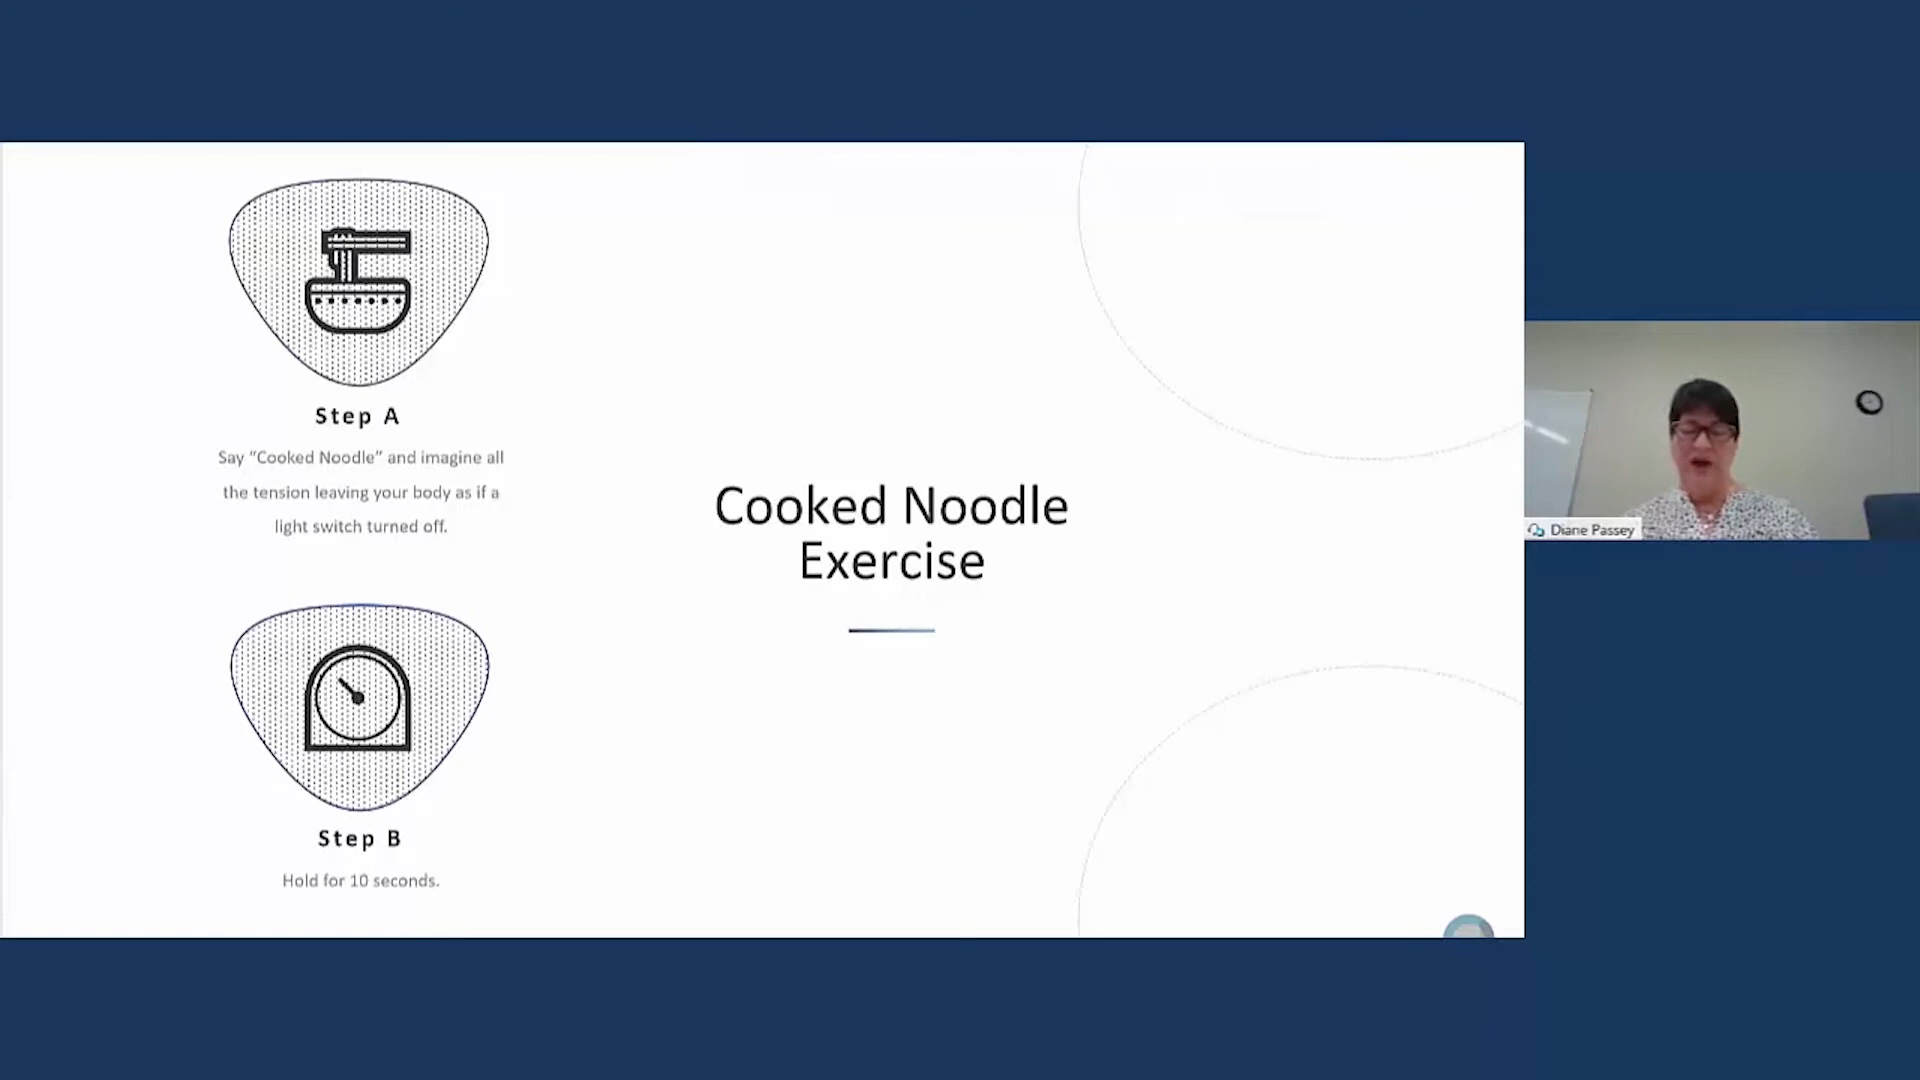 Step A
Say “Cooked Noodle” and imagine all
the tension leaving your body as if a
light switch turned off.
Cooked Noodle
Exercise
Step B
Hold for 10 seconds.
Diane Passey